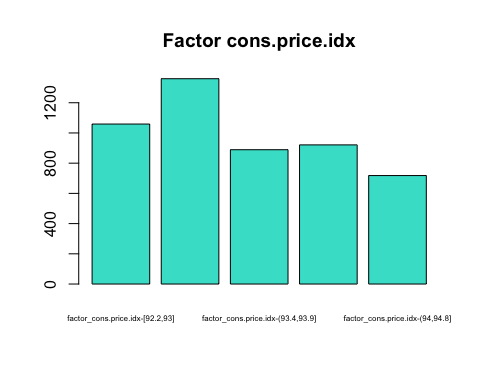 Factor cons.price.idx
1200
800
400
0
factor_cons.price.idx-[92.2,93] factor_cons.price.idx-(93.4,93.9] factor_cons.price.idx-(94,94.8]